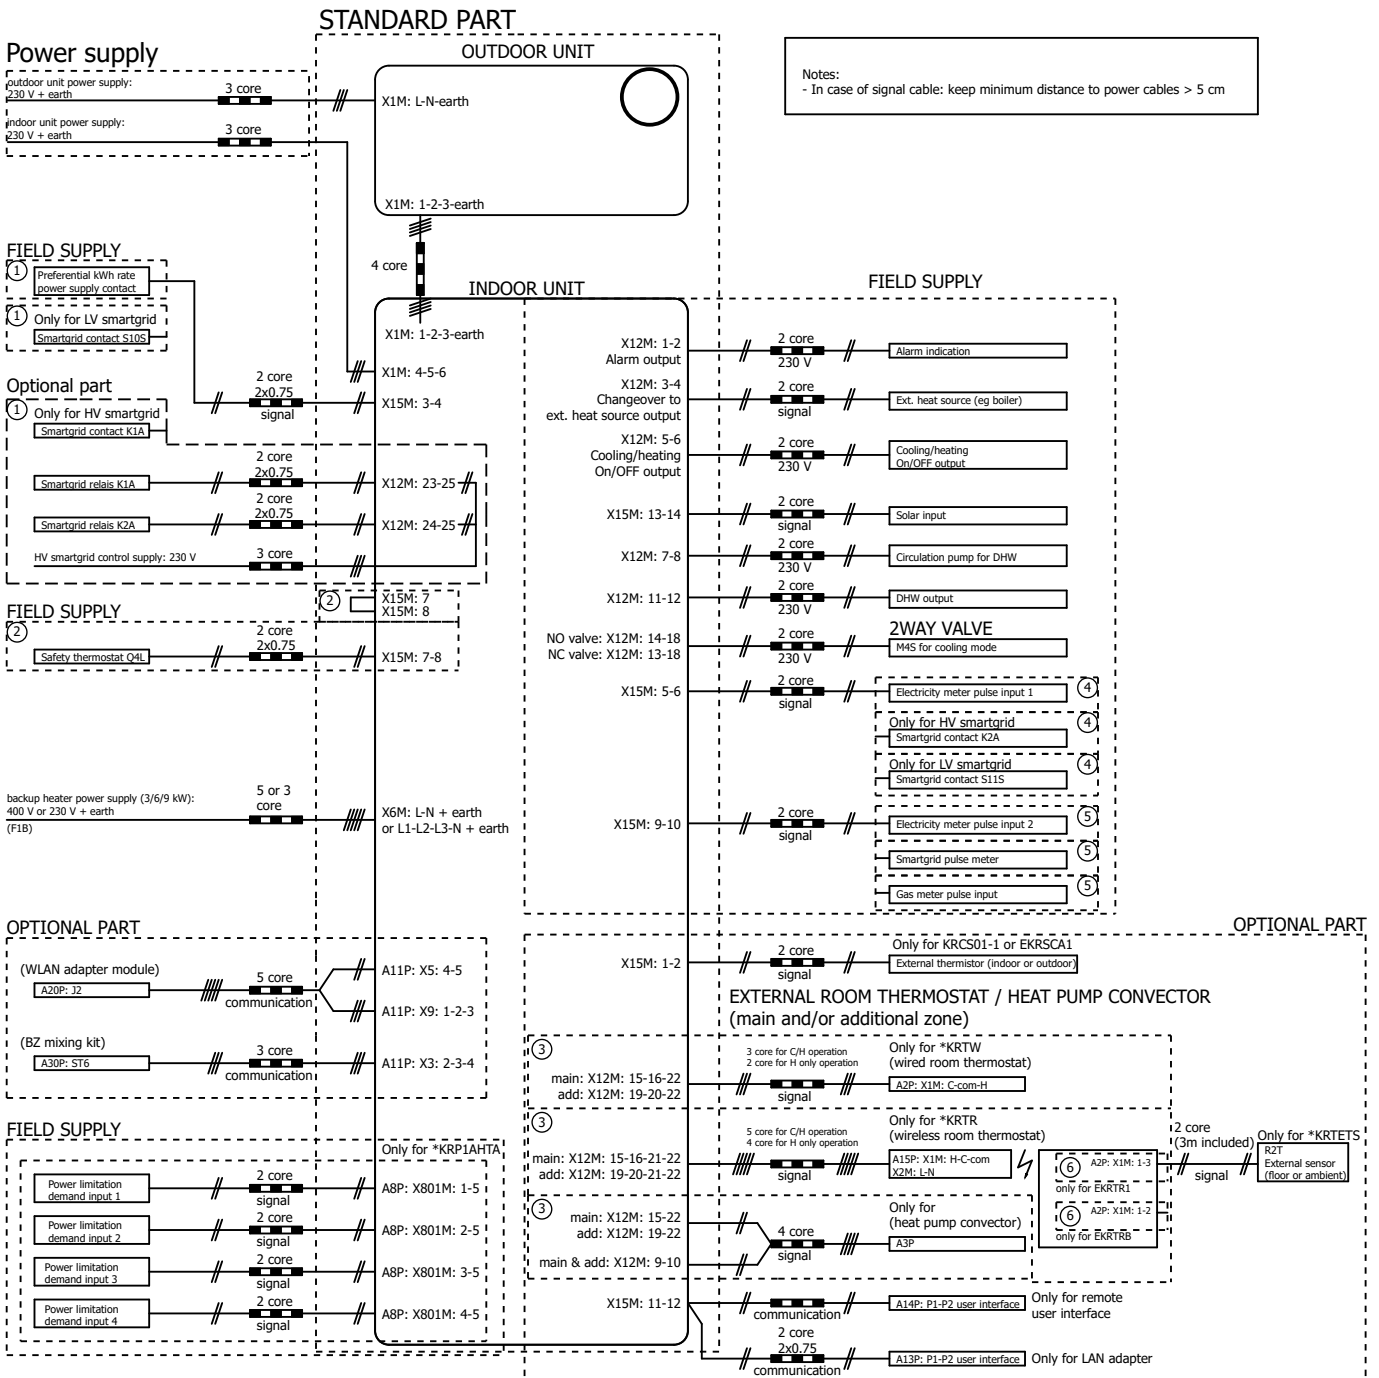 STANDARD PART
Power supply
outdoor unit power supply:
230 V + earth
3 core
indoor unit power supply:
230 V + earth
3 core
OUTDOOR UNIT
X1M: L-N-earth
X1M: 1-2-3-earth
Notes:
- In case of signal cable: keep minimum distance to power cables > 5 cm
4 core
INDOOR UNIT
X1M: 1-2-3-earth
X1M: 4-5-6
FIELD SUPPLY
1
Preferential kWh rate
power supply contact
1
Only for LV smartgrid
Smartgrid contact S10S
2 core
2x0.75
signal
X15M: 3-4
Optional part
1
Only for HV smartgrid
Smartgrid contact K1A
Smartgrid relais K1A
2 core
2x0.75
X12M: 23-25
Smartgrid relais K2A
2 core
2x0.75
X12M: 24-25
HV smartgrid control supply: 230 V
3 core
2
X15M: 7
X15M: 8
FIELD SUPPLY
2
Safety thermostat Q4L
2 core
2x0.75
X15M: 7-8
backup heater power supply (3/6/9 kW):
400 V or 230 V + earth
(F1B)
5 or 3
core
X6M: L-N + earth
or L1-L2-L3-N + earth
OPTIONAL PART
(WLAN adapter module)
A20P: J2
5 core
communication
A11P: X5: 4-5
A11P: X9: 1-2-3
(BZ mixing kit)
A30P: ST6
3 core
communication
A11P: X3: 2-3-4
FIELD SUPPLY
Only for *KRP1AHTA
Power limitation
demand input 1
2 core
signal
A8P: X801M: 1-5
Power limitation
demand input 2
2 core
signal
A8P: X801M: 2-5
Power limitation
demand input 3
2 core
signal
A8P: X801M: 3-5
Power limitation
demand input 4
2 core
signal
A8P: X801M: 4-5
FIELD SUPPLY
X12M: 1-2
Alarm output
2 core
230 V
Alarm indication
X12M: 3-4
Changeover to
ext. heat source output
2 core
signal
Ext. heat source (eg boiler)
X12M: 5-6
Cooling/heating
On/OFF output
2 core
230 V
Cooling/heating
On/OFF output
X15M: 13-14
2 core
signal
Solar input
X12M: 7-8
2 core
230 V
Circulation pump for DHW
X12M: 11-12
2 core
230 V
DHW output
NO valve: X12M: 14-18
NC valve: X12M: 13-18
2 core
230 V
2WAY VALVE
M4S for cooling mode
X15M: 5-6
2 core
signal
Electricity meter pulse input 1
4
Only for HV smartgrid
4
Smartgrid contact K2A
Only for LV smartgrid
4
Smartgrid contact S11S
X15M: 9-10
2 core
signal
Electricity meter pulse input 2
5
Smartgrid pulse meter
5
Gas meter pulse input
5
OPTIONAL PART
X15M: 1-2
2 core
signal
Only for KRCS01-1 or EKRSCA1
External thermistor (indoor or outdoor)
EXTERNAL ROOM THERMOSTAT / HEAT PUMP CONVECTOR
(main and/or additional zone)
3
main: X12M: 15-16-22
add: X12M: 19-20-22
3 core for C/H operation
2 core for H only operation
signal
Only for *KRTW
(wired room thermostat)
A2P: X1M: C-com-H
3
main: X12M: 15-16-21-22
add: X12M: 19-20-21-22
5 core for C/H operation
4 core for H only operation
signal
Only for *KRTR
(wireless room thermostat)
A15P: X1M: H-C-com
X2M: L-N
6
A2P: X1M: 1-3
only for EKRTR1
6
A2P: X1M: 1-2
only for EKRTRB
2 core
(3m included)
signal
Only for *KRTETS
R2T
External sensor
(floor or ambient)
3
main: X12M: 15-22
add: X12M: 19-22
main & add: X12M: 9-10
4 core
signal
Only for
(heat pump convector)
A3P
X15M: 11-12
communication
A14P: P1-P2 user interface
Only for remote
user interface
2 core
2x0.75
communication
A13P: P1-P2 user interface
Only for LAN adapter